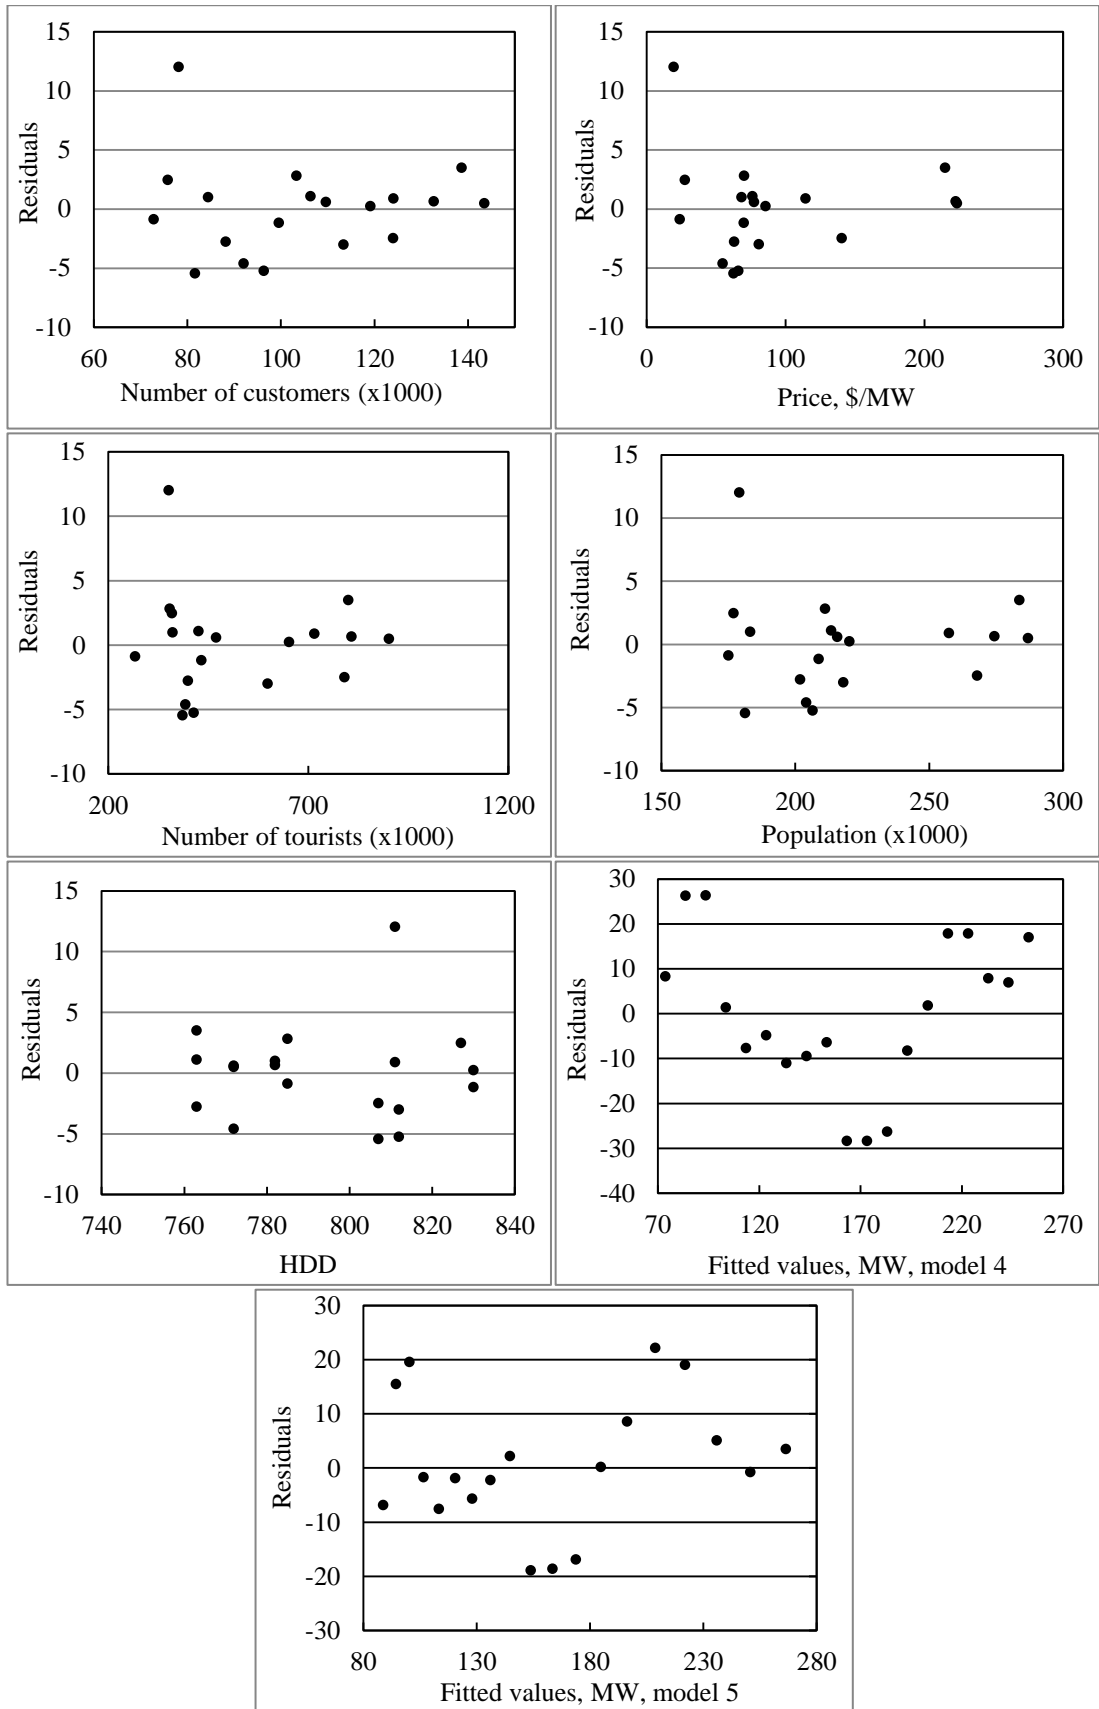 15
10
5
0
-5
-10
Residuals
60 80 100 120 140
Number of customers (x1000)
15
10
5
0
-5
-10
Residuals
0 100 200 300
Price, $/MW
15
10
5
0
-5
-10
Residuals
200 700 1200
Number of tourists (x1000)
15
10
5
0
-5
-10
Residuals
150 200 250 300
Population (x1000)
15
10
5
0
-5
-10
Residuals
740 760 780 800 820 840
HDD
30
20
10
0
-10
-20
-30
-40
Residuals
70 120 170 220 270
Fitted values, MW, model 4
30
20
10
0
-10
-20
-30
Residuals
80 130 180 230 280
Fitted values, MW, model 5